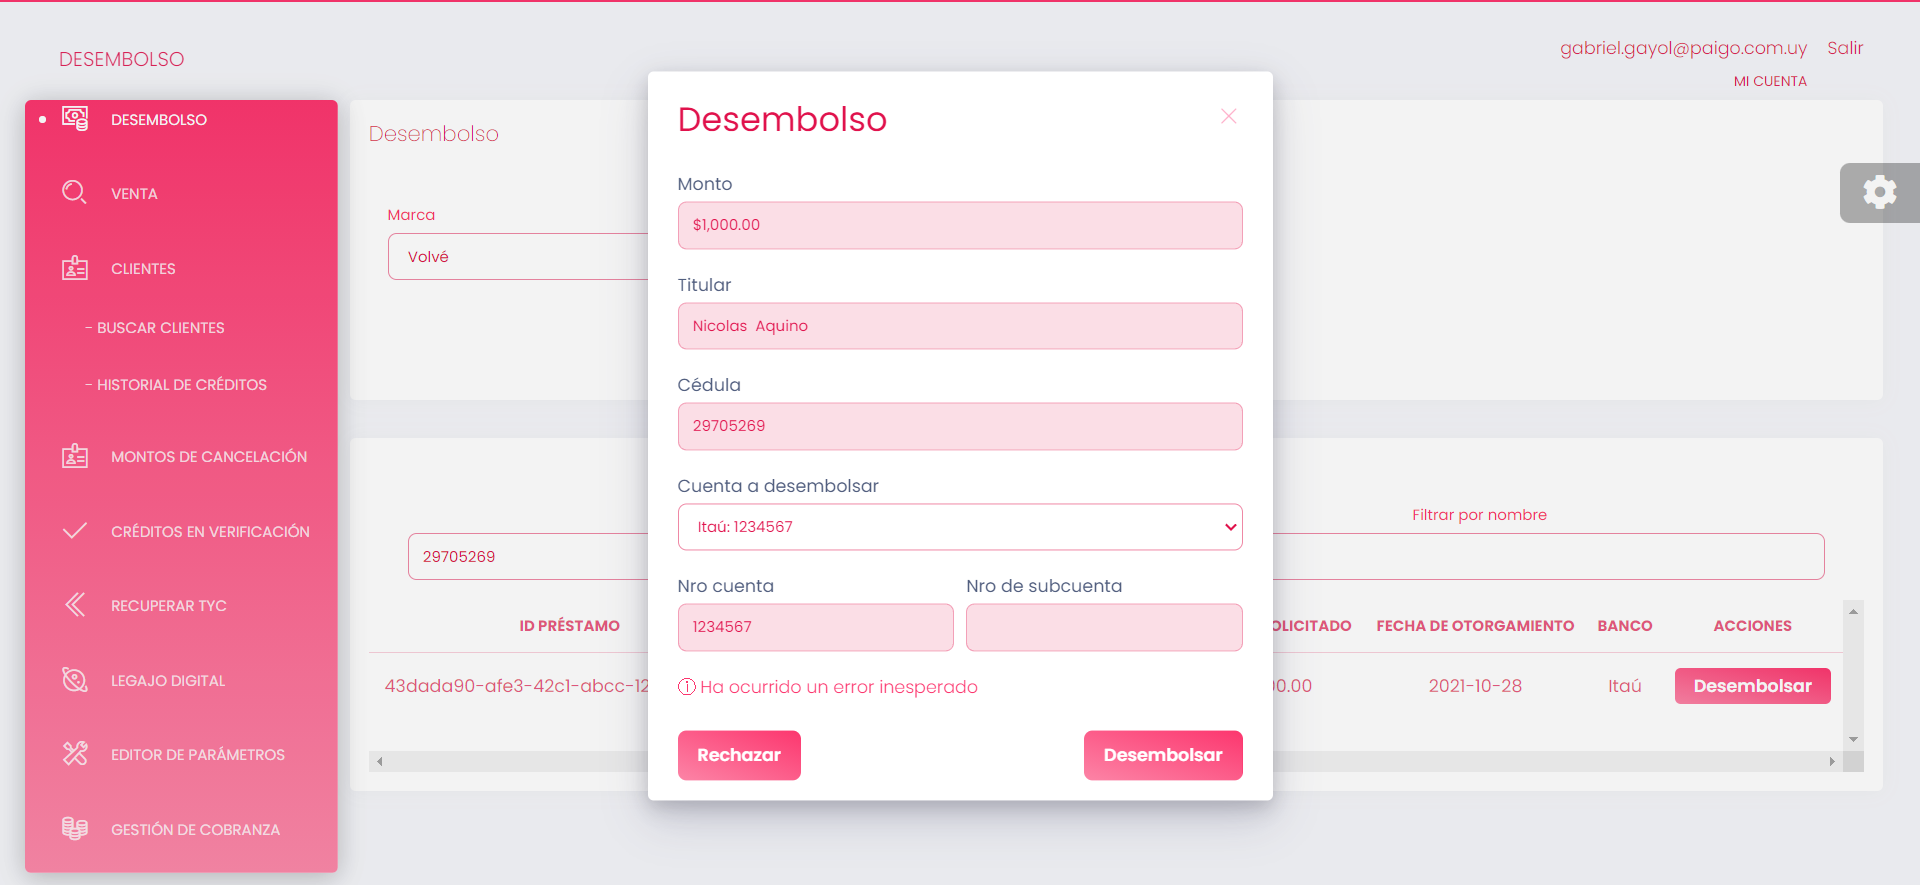 DESEMBOLSO
gabriel.gayol@paigo.com.uy Salir
MI CUENTA
DESEMBOLSO
VENTA
CLIENTES
- BUSCAR CLIENTES
- HISTORIAL DE CRÉDITOS
MONTOS DE CANCELACIÓN
CRÉDITOS EN VERIFICACIÓN
RECUPERAR TYC
LEGAJO DIGITAL
EDITOR DE PARÁMETROS
GESTIÓN DE COBRANZA
Desembolso
Marca
Volvé
29705269
Filtrar por nombre
ID PRÉSTAMO OLICITADO FECHA DE OTORGAMIENTO BANCO ACCIONES
43dada90-afe3-42c1-abcc-12 00.00 2021-10-28 Itaú Desembolsar
Desembolso
Monto
$1,000.00
Titular
Nicolas Aquino
Cédula
29705269
Cuenta a desembolsar
Itaú: 1234567
Nro cuenta Nro de subcuenta
1234567
Ha ocurrido un error inesperado
Rechazar Desembolsar